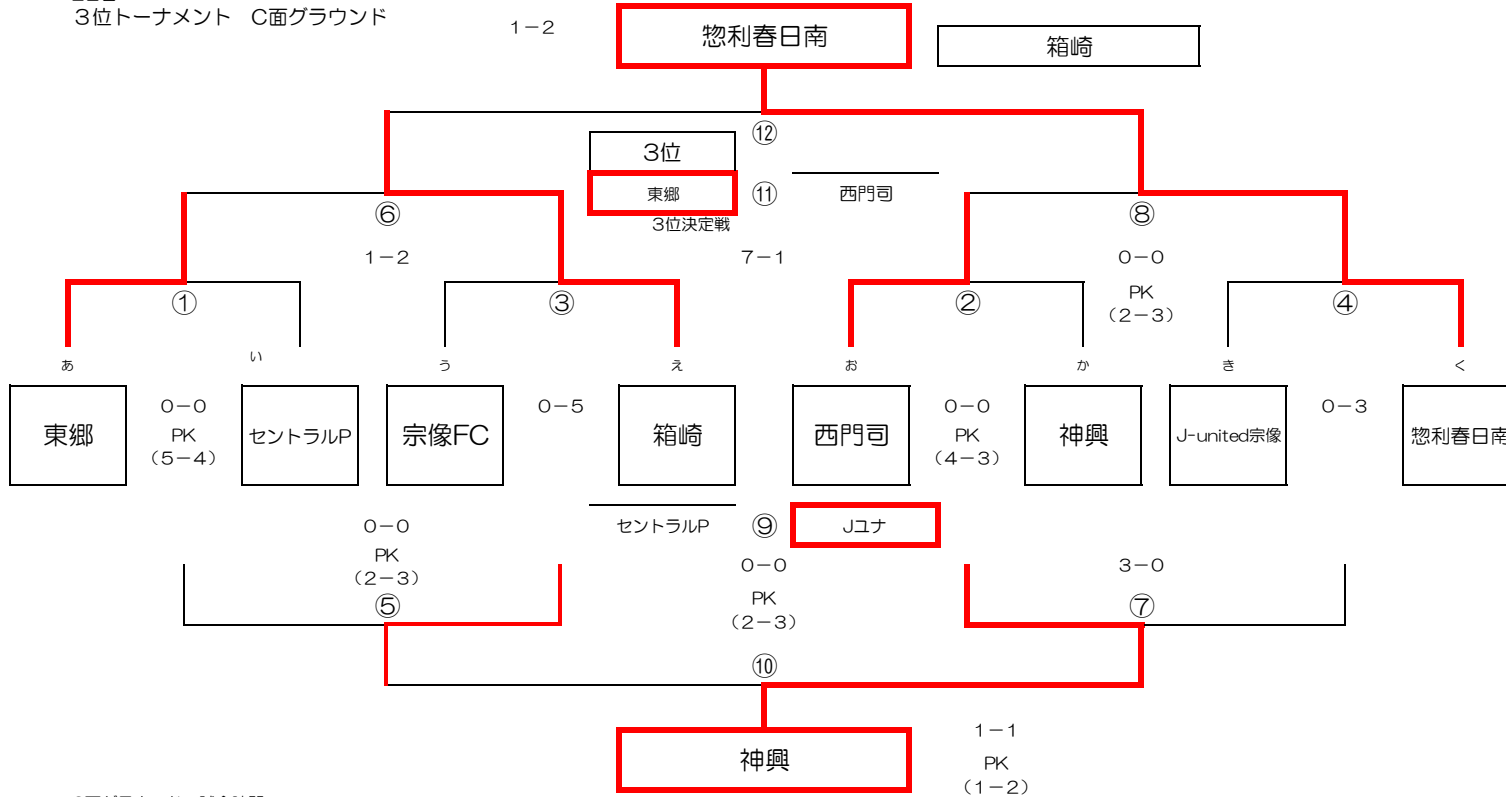 3位トーナメント　C面グラウンド
1－2
惣利春日南
箱崎
⑫
3位
東郷
⑪
西門司
3位決定戦
⑥
⑧
1－2
7－1
0－0
PK
（2－3）
①
③
②
④
あ
い
う
え
お
か
き
く
東郷
0－0
PK
（5－4）
セントラルP
宗像FC
0－5
箱崎
西門司
0－0
PK
（4－3）
神興
J-united宗像
0－3
惣利春日南
0－0
PK
（2－3）
⑤
セントラルP
⑨
Jユナ
0－0
PK
（2－3）
3－0
⑦
⑩
神興
1－1
PK
（1－2）